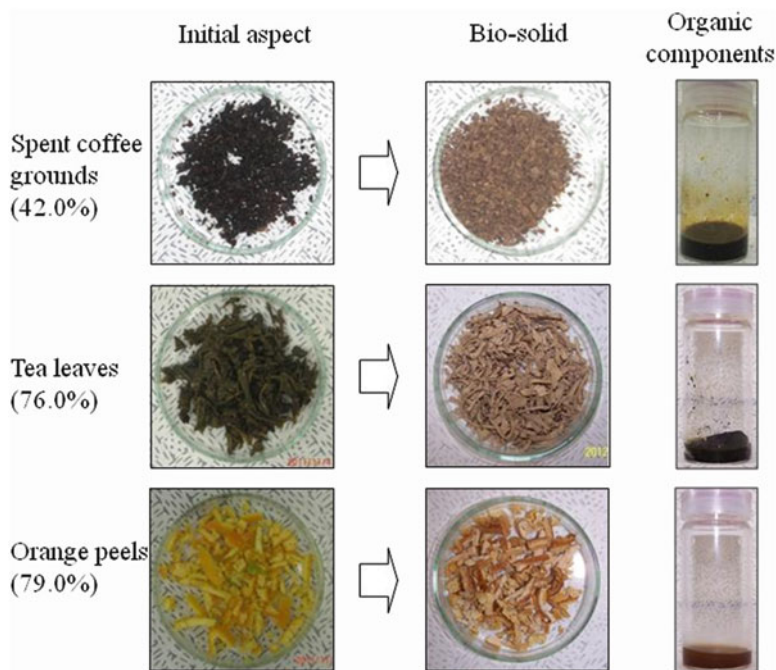 Initial aspect
Bio-solid
Organic
components
Spent coffee
grounds
(42.0%)
Tea leaves
(76.0%)
2012
Orange peels
(79.0%)